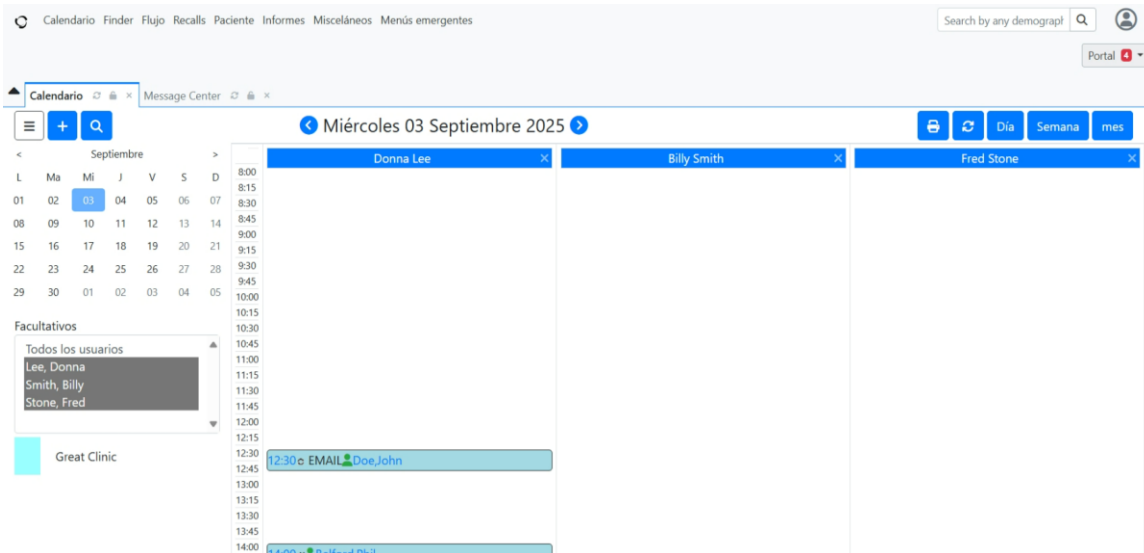 Calendario Finder Flujo Recalls Paciente Informes Misceláneos Menús emergentes
Search by any demograph
Portal 4
Calendario
Message Center
Miércoles 03 Septiembre 2025
Día
Semana
mes
< Septiembre >
L Ma Mi J V S D
01 02 03 04 05 06 07
08 09 10 11 12 13 14
15 16 17 18 19 20 21
22 23 24 25 26 27 28
29 30 01 02 03 04 05
Facultativos
Todos los usuarios
Lee, Donna
Smith, Billy
Stone, Fred
Great Clinic
Donna Lee
Billy Smith
Fred Stone
8:00
8:15
8:30
8:45
9:00
9:15
9:30
9:45
10:00
10:15
10:30
10:45
11:00
11:15
11:30
11:45
12:00
12:15
12:30
12:45
13:00
13:15
13:30
13:45
14:00
12:30 EMAIL Doe,John